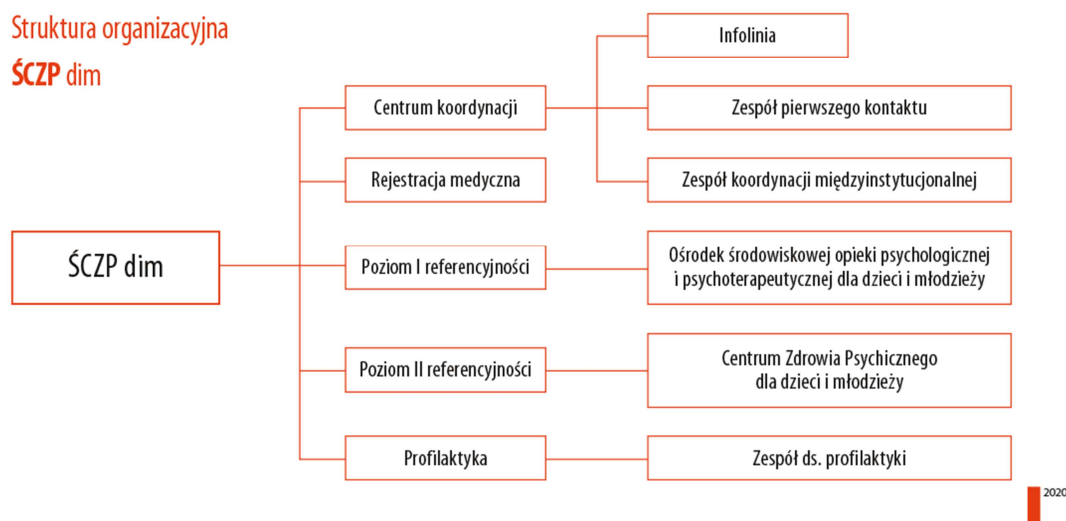 Struktura organizacyjna
ŚCZP dim
Infolinia
Centrum koordynacji
Zespół pierwszego kontaktu
Rejestracja medyczna
Zespół koordynacji międzyinstytucjonalnej
ŚCZP dim
Poziom I referencyjności
Ośrodek środowiskowej opieki psychologicznej
i psychoterapeutycznej dla dzieci i młodzieży
Poziom II referencyjności
Centrum Zdrowia Psychicznego
dla dzieci i młodzieży
Profilaktyka
Zespół ds. profilaktyki
2020